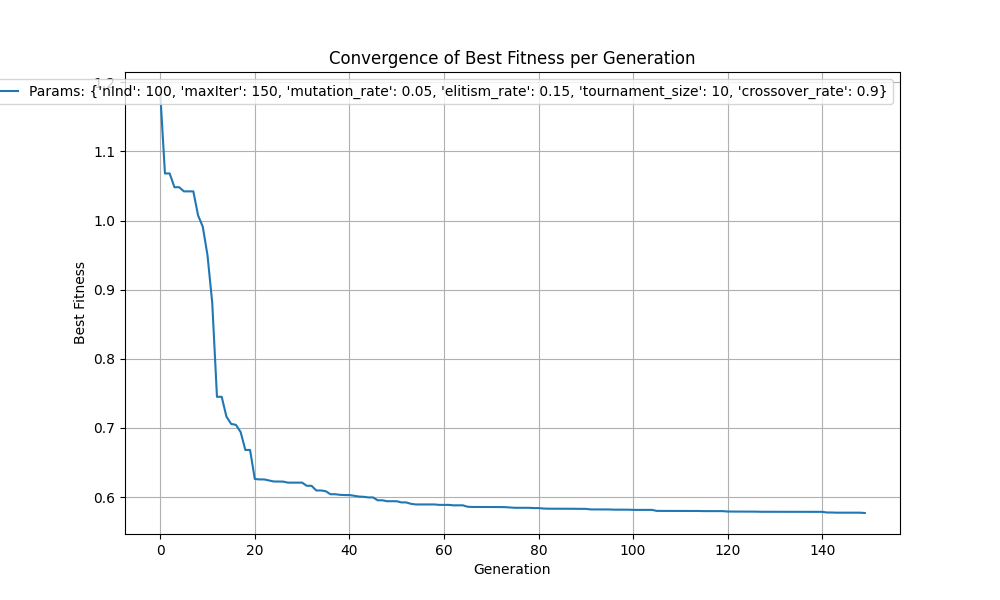 Convergence of Best Fitness per Generation
1.2
Params: {'nInd': 100, 'maxIter': 150, 'mutation_rate': 0.05, 'elitism_rate': 0.15, 'tournament_size': 10, 'crossover_rate': 0.9}
1.1
1.0
0.9
0.8
0.7
0.6
Best Fitness
0 20 40 60 80 100 120 140
Generation